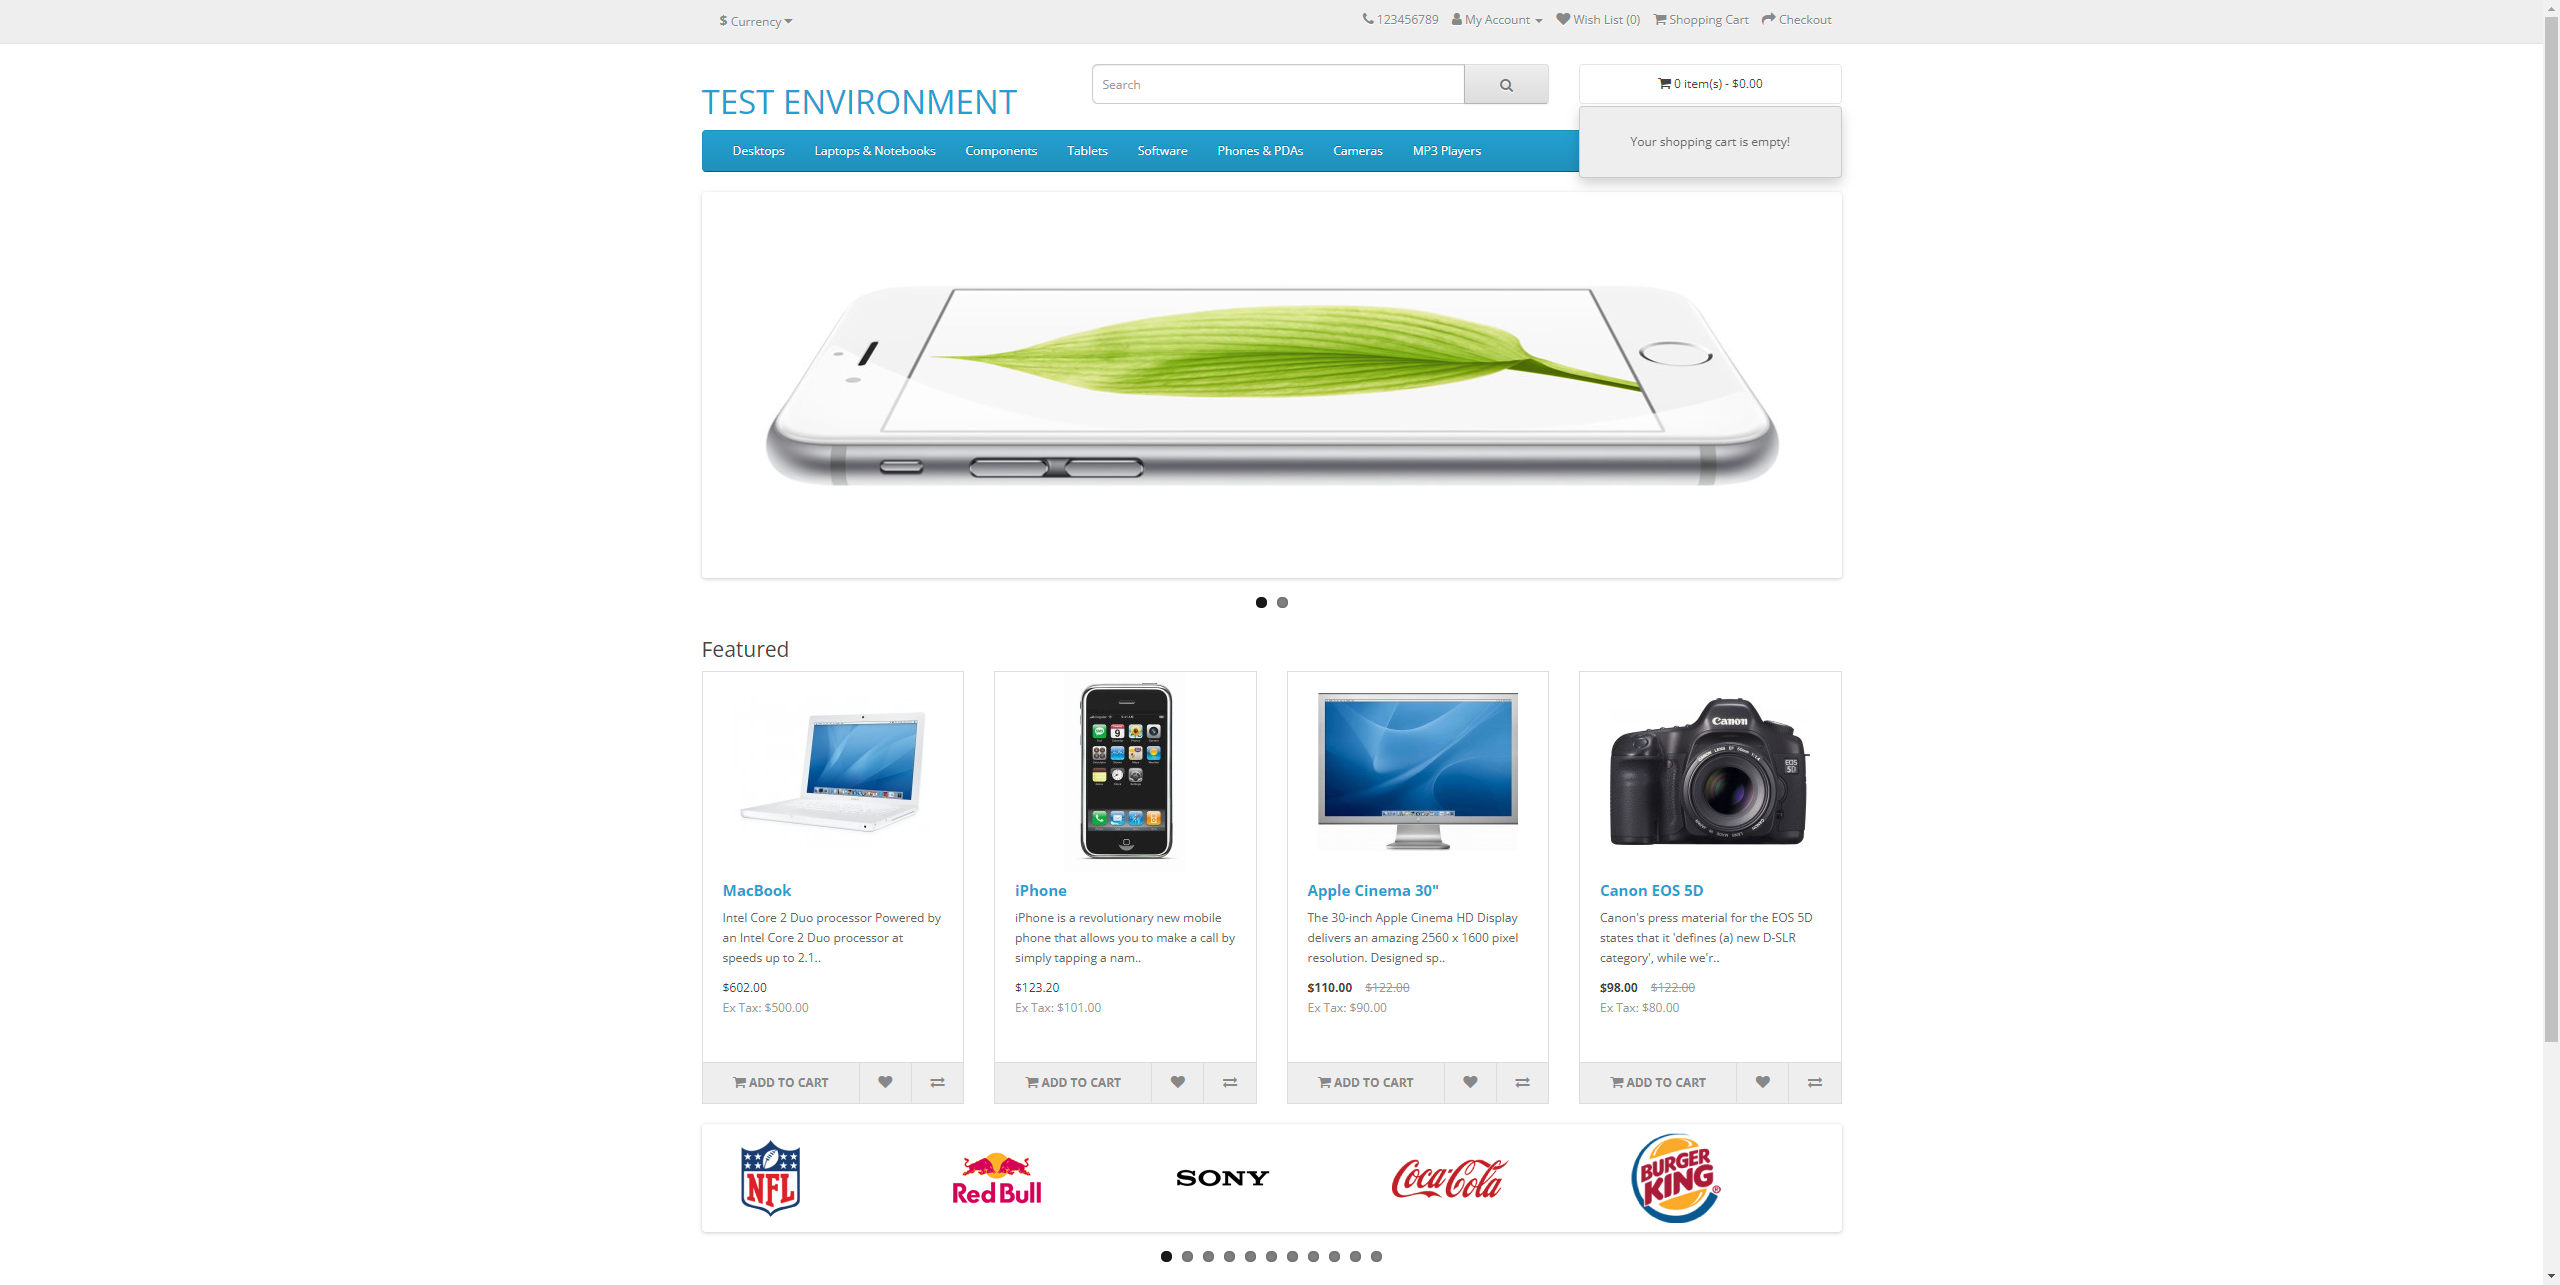 $ Currency
123456789 My Account Wish List (0) Shopping Cart Checkout
TEST ENVIRONMENT
Search
0 item(s) - $0.00
Your shopping cart is empty!
Desktops Laptops & Notebooks Components Tablets Software Phones & PDAs Cameras MP3 Players
Featured
MacBook
Intel Core 2 Duo processor Powered by
an Intel Core 2 Duo processor at
speeds up to 2.1..
$602.00
Ex Tax: $500.00
ADD TO CART
iPhone
iPhone is a revolutionary new mobile
phone that allows you to make a call by
simply tapping a nam..
$123.20
Ex Tax: $101.00
ADD TO CART
Apple Cinema 30"
The 30-inch Apple Cinema HD Display
delivers an amazing 2560 x 1600 pixel
resolution. Designed sp..
$110.00 $122.00
Ex Tax: $90.00
ADD TO CART
Canon
EOS
5D
Canon EOS 5D
Canon's press material for the EOS 5D
states that it 'defines (a) new D-SLR
category', while we'r..
$98.00 $122.00
Ex Tax: $80.00
ADD TO CART
NFL
Red Bull
SONY
Coca-Cola
BURGER
KING®